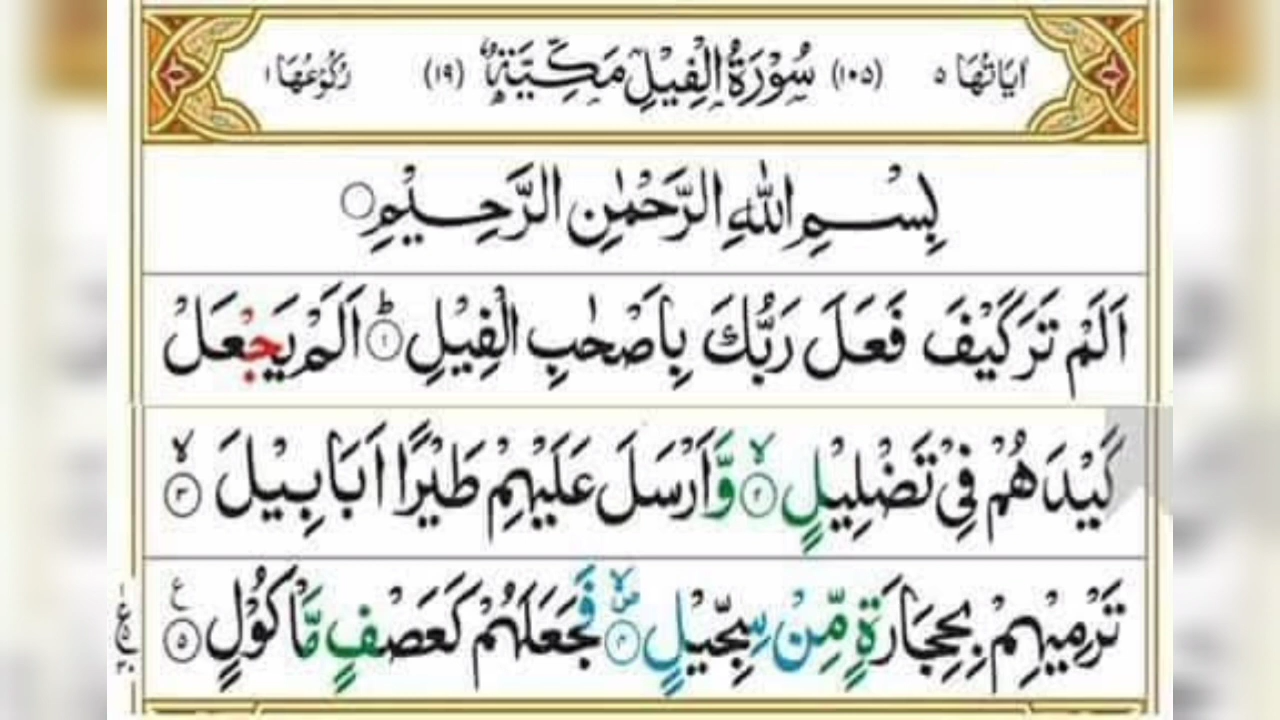 اٰيَاتُهَا ٥ (١٠٥) سُوْرَةُ الْفِيْلِ مَكِّيَّةٌ (١٩) رُكُوْعُهَا ١
بِسْمِ اللّٰهِ الرَّحْمٰنِ الرَّحِيْمِ
اَلَمْ تَرَ كَيْفَ فَعَلَ رَبُّكَ بِاَصْحٰبِ الْفِيْلِ ؕ ١ اَلَمْ يَجْعَلْ
كَيْدَهُمْ فِيْ تَضْلِيْلٍ ۙ ٢ وَّاَرْسَلَ عَلَيْهِمْ طَيْرًا اَبَابِيْلَ ۙ ٣
تَرْمِيْهِمْ بِحِجَارَةٍ مِّنْ سِجِّيْلٍ ۙ ٤ فَجَعَلَهُمْ كَعَصْفٍ مَّاْكُوْلٍ ع ٥